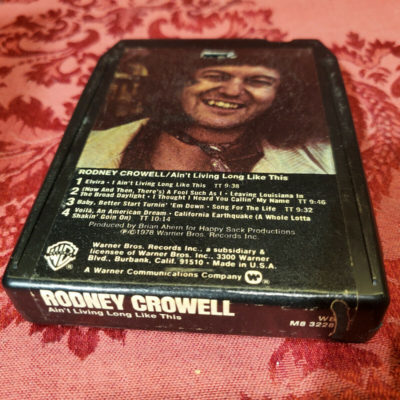 RODNEY CROWELL/Ain't Living Long Like This
1 Elvira • I Ain't Living Long Like This TT 9:38
2 (Now And Then, There's) A Fool Such As I • Leaving Louisiana In
The Broad Daylight • I Thought I Heard You Callin' My Name TT 9:46
3 Baby, Better Start Turnin' 'Em Down • Song For The Life TT 9:32
4 Voilá, An American Dream • California Earthquake (A Whole Lotta
Shakin' Goin' On) TT 10:14
Produced by Brian Ahern for Happy Sack Productions
℗©1978 Warner Bros. Records Inc.
Warner Bros. Records Inc., a subsidiary &
licensee of Warner Bros. Inc., 3300 Warner
Blvd., Burbank, Calif. 91510 • Made in U.S.A.
A Warner Communications Company
RODNEY CROWELL
Ain't Living Long Like This
WB
M8 3228